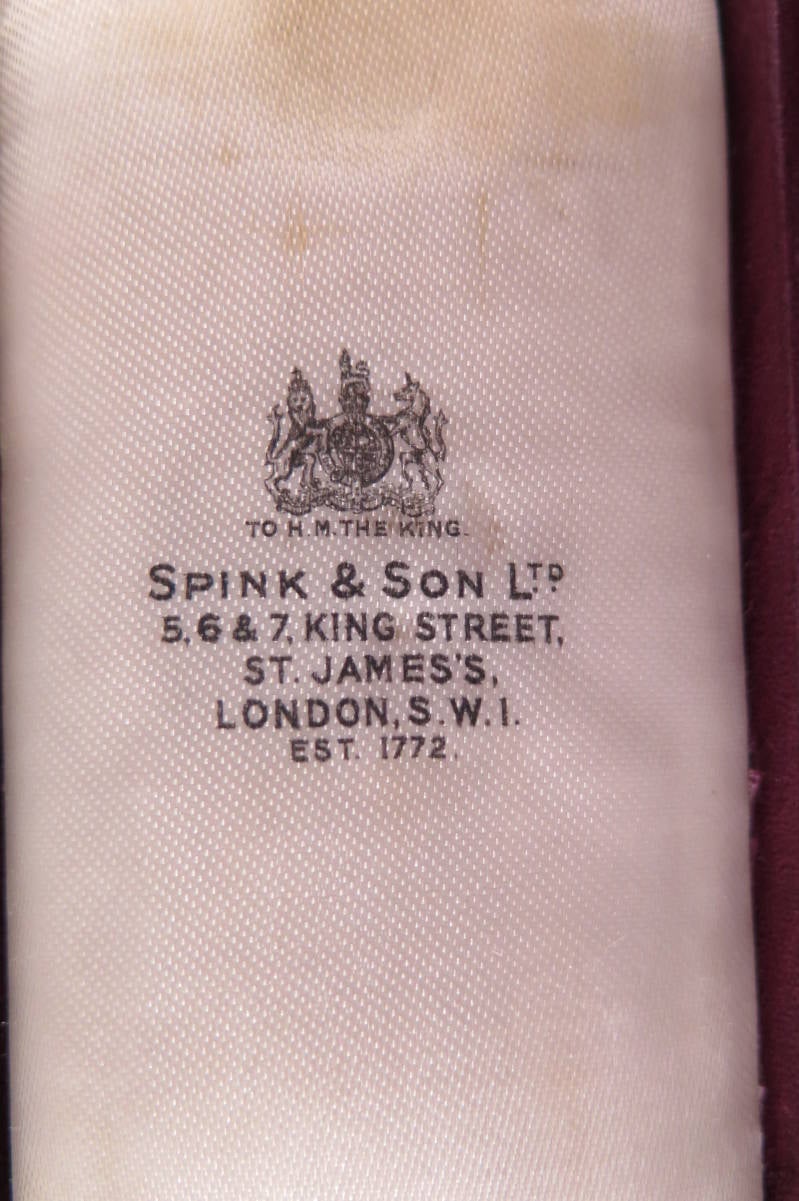 TO H.M. THE KING.
SPINK & SON LTD.
5, 6 & 7, KING STREET,
ST. JAMES'S,
LONDON, S.W.1.
EST. 1772.